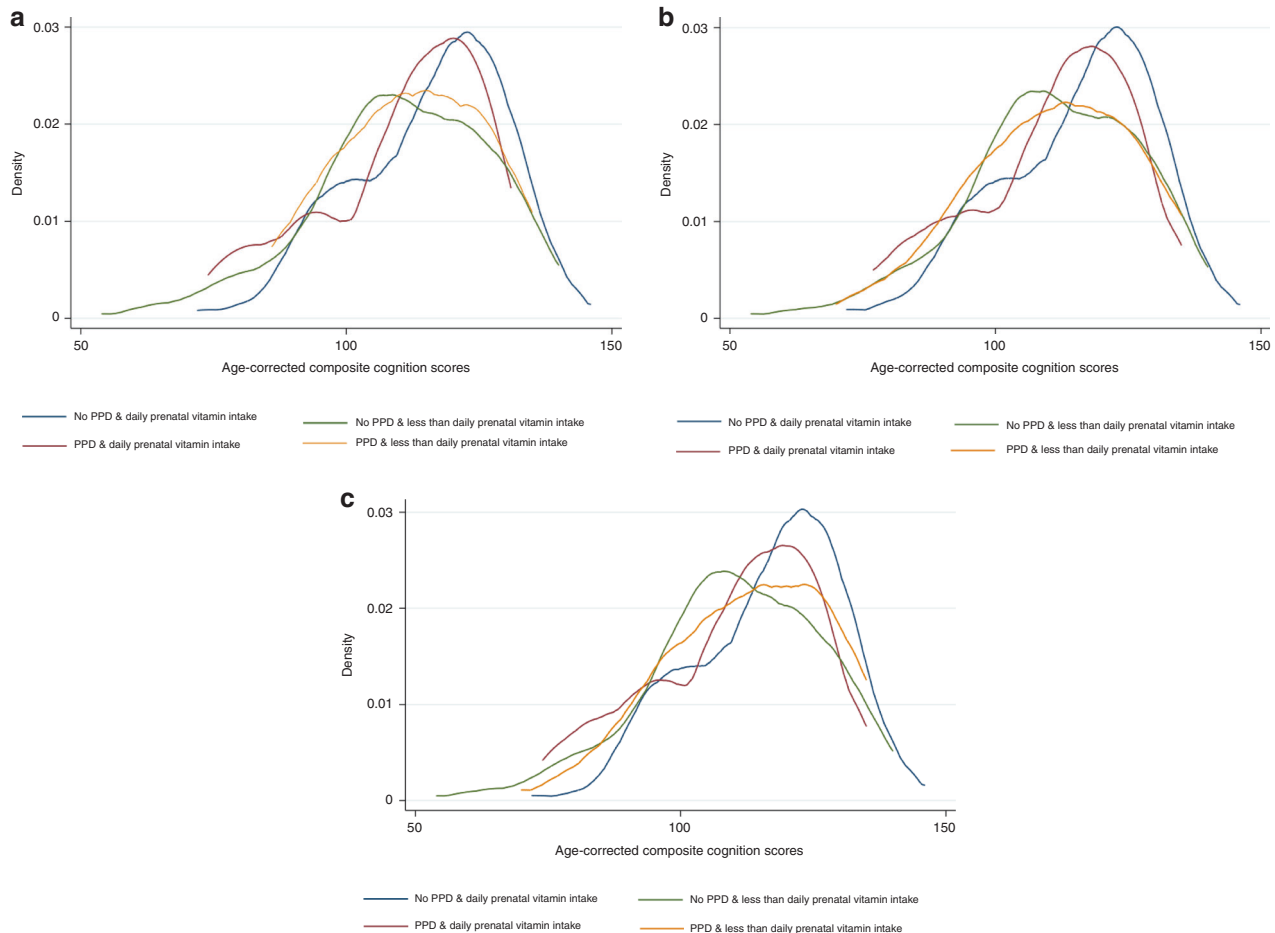 a
0.03
0.02
0.01
0
Density
50 100 150
Age-corrected composite cognition scores
No PPD & daily prenatal vitamin intake
No PPD & less than daily prenatal vitamin intake
PPD & daily prenatal vitamin intake
PPD & less than daily prenatal vitamin intake
b
0.03
0.02
0.01
0
Density
50 100 150
Age-corrected composite cognition scores
No PPD & daily prenatal vitamin intake
No PPD & less than daily prenatal vitamin intake
PPD & daily prenatal vitamin intake
PPD & less than daily prenatal vitamin intake
c
0.03
0.02
0.01
0
Density
50 100 150
Age-corrected composite cognition scores
No PPD & daily prenatal vitamin intake
No PPD & less than daily prenatal vitamin intake
PPD & daily prenatal vitamin intake
PPD & less than daily prenatal vitamin intake